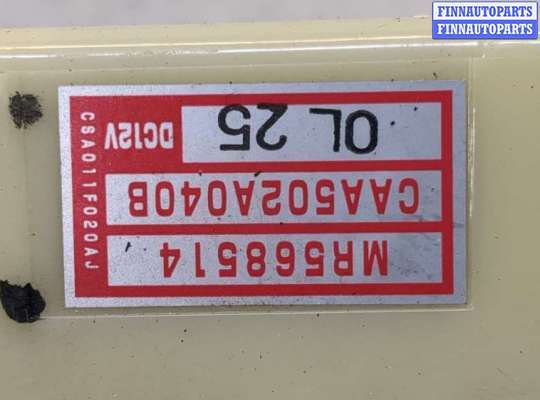 FINNAUTOPARTS
FINNAUTOPARTS
MR568514
CAA502A040B
DC12V OL 25
CSA011F020AJ